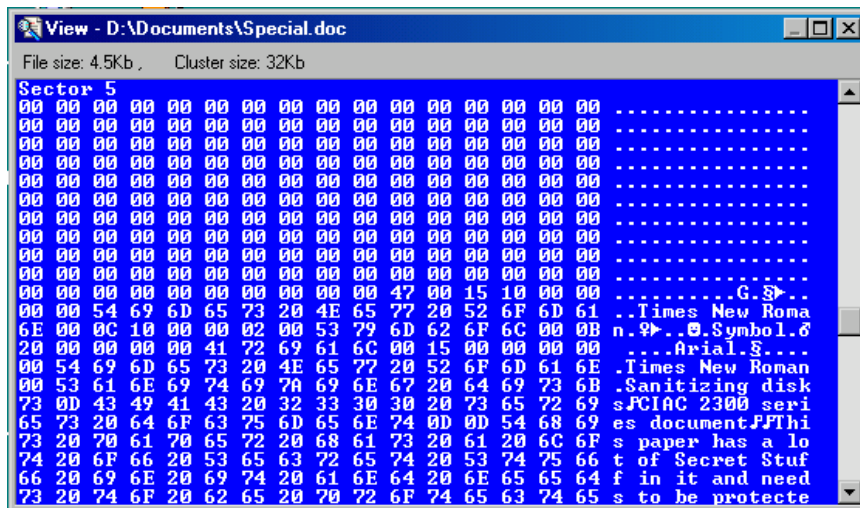 View - D:\Documents\Special.doc
File size: 4.5Kb , Cluster size: 32Kb
Sector 5
00 00 00 00 00 00 00 00 00 00 00 00 00 00 00 00 ................
00 00 00 00 00 00 00 00 00 00 00 00 00 00 00 00 ................
00 00 00 00 00 00 00 00 00 00 00 00 00 00 00 00 ................
00 00 00 00 00 00 00 00 00 00 00 00 00 00 00 00 ................
00 00 00 00 00 00 00 00 00 00 00 00 00 00 00 00 ................
00 00 00 00 00 00 00 00 00 00 00 00 00 00 00 00 ................
00 00 00 00 00 00 00 00 00 00 00 00 00 00 00 00 ................
00 00 00 00 00 00 00 00 00 00 00 00 00 00 00 00 ................
00 00 00 00 00 00 00 00 00 00 00 00 00 00 00 00 ................
00 00 00 00 00 00 00 00 00 00 00 00 00 00 00 00 ................
00 00 00 00 00 00 00 00 00 00 47 00 15 10 00 00 ..........G.§►..
00 00 54 69 6D 65 73 20 4E 65 77 20 52 6F 6D 61 ..Times New Roma
6E 00 0C 10 00 00 02 00 53 79 6D 62 6F 6C 00 0B n.♀►..☻.Symbol.♂
20 00 00 00 00 41 72 69 61 6C 00 15 00 00 00 00  ....Arial.§....
00 54 69 6D 65 73 20 4E 65 77 20 52 6F 6D 61 6E .Times New Roman
00 53 61 6E 69 74 69 7A 69 6E 67 20 64 69 73 6B .Sanitizing disk
73 0D 43 49 41 43 20 32 33 30 30 20 73 65 72 69 s♪CIAC 2300 seri
65 73 20 64 6F 63 75 6D 65 6E 74 0D 0D 54 68 69 es document♪♪Thi
73 20 70 61 70 65 72 20 68 61 73 20 61 20 6C 6F s paper has a lo
74 20 6F 66 20 53 65 63 72 65 74 20 53 74 75 66 t of Secret Stuf
66 20 69 6E 20 69 74 20 61 6E 64 20 6E 65 65 64 f in it and need
73 20 74 6F 20 62 65 20 70 72 6F 74 65 63 74 65 s to be protecte